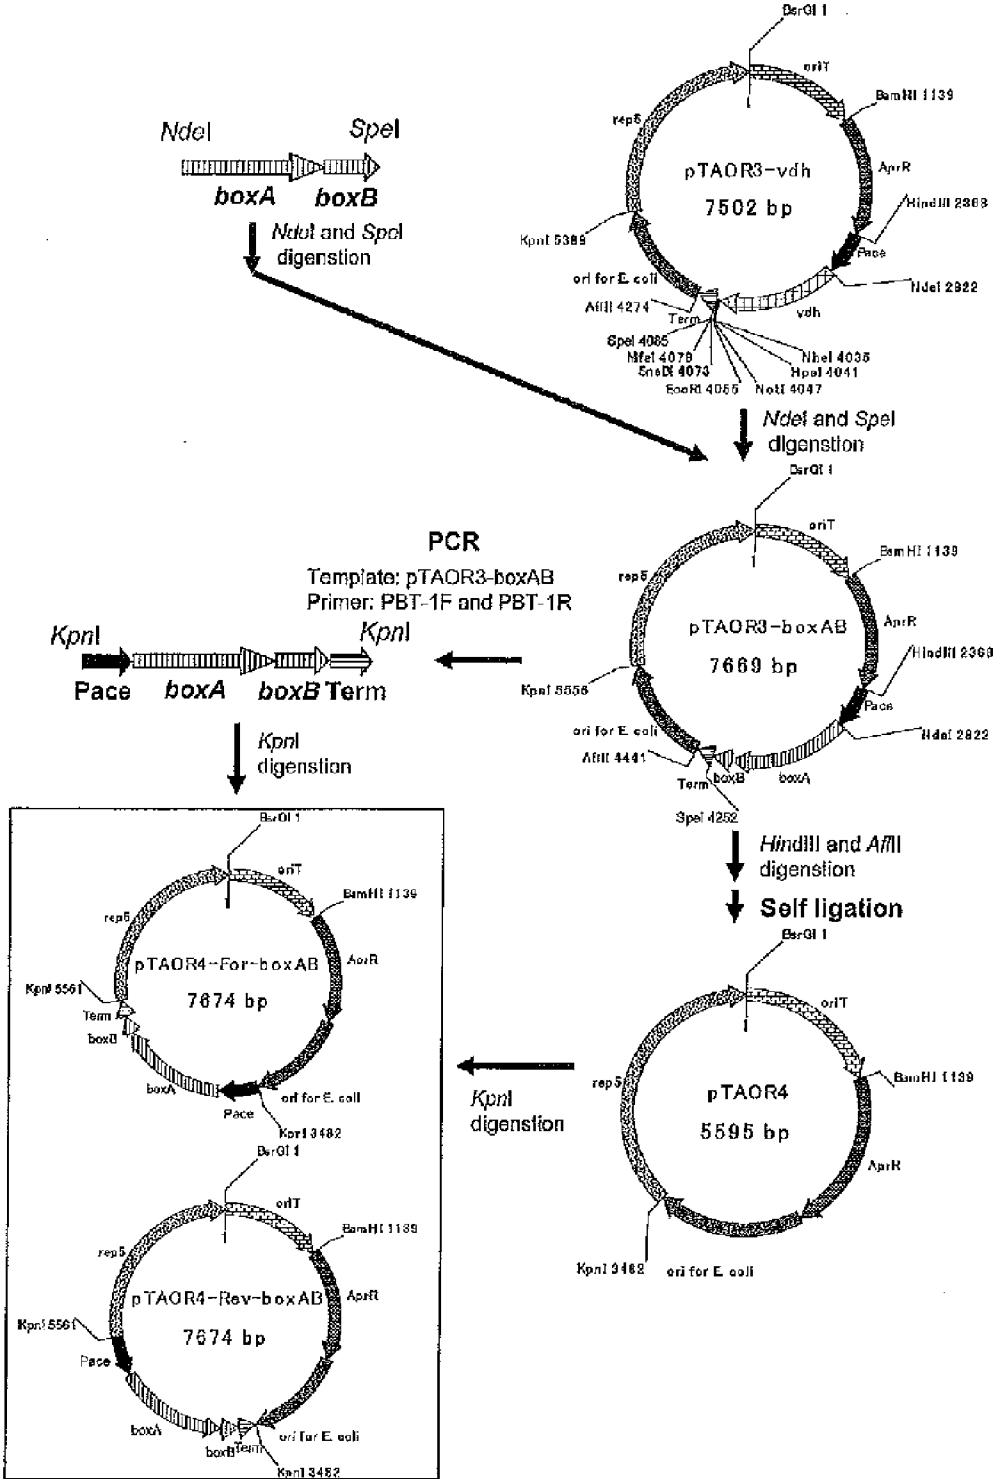 BsrGI 1
oriT
BamHI 1139
rep5
AprR
pTAOR3-vdh
7502 bp
HindIII 2363
Pace
KpnI 5389
NdeI 2922
ori for E. coli
AflII 4274
vdh
Term
SpeI 4085
NheI 4035
MfeI 4079
HpaI 4041
SnaBI 4073
EcoRI 4055
NotI 4047
NdeI
SpeI
boxA
boxB
NdeI and SpeI
digenstion
NdeI and SpeI
digenstion
BsrGI 1
oriT
1
BamHI 1139
rep5
AprR
pTAOR3-boxAB
7669 bp
HindIII 2363
Pace
KpnI 5556
NdeI 2922
ori for E. coli
AflII 4441
Term
boxB
boxA
SpeI 4252
PCR
Template: pTAOR3-boxAB
Primer: PBT-1F and PBT-1R
KpnI
KpnI
Pace
boxA
boxB
Term
KpnI
digenstion
HindIII and AflII
digenstion
Self ligation
BsrGI 1
oriT
1
BamHI 1139
rep5
AprR
pTAOR4
5595 bp
KpnI 3482
ori for E. coli
KpnI
digenstion
BsrGI 1
oriT
1
BamHI 1139
rep5
AprR
pTAOR4-For-boxAB
7674 bp
KpnI 5561
Term
boxB
boxA
Pace
ori for E. coli
KpnI 3482
BsrGI 1
oriT
1
BamHI 1139
rep5
AprR
pTAOR4-Rev-boxAB
7674 bp
KpnI 5561
Pace
boxA
boxB
Term
ori for E. coli
KpnI 3482